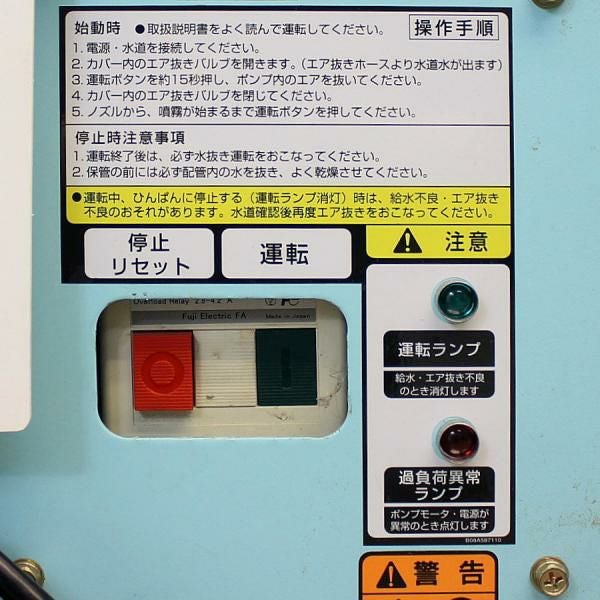 始動時 ●取扱説明書をよく読んで運転してください。 操作手順
1. 電源・水道を接続してください。
2. カバー内のエア抜きバルブを開きます。(エア抜きホースより水道水が出ます)
3. 運転ボタンを約15秒押し、ポンプ内のエアを抜いてください。
4. カバー内のエア抜きバルブを閉じてください。
5. ノズルから、噴霧が始まるまで運転ボタンを押してください。
停止時注意事項
1. 運転終了後は、必ず水抜き運転をおこなってください。
2. 保管の前には必ず配管内の水を抜き、よく乾燥させてください。
●運転中、ひんぱんに停止する(運転ランプ消灯)時は、給水不良・エア抜き
不良のおそれがあります。水道確認後再度エア抜きをおこなってください。
停止
リセット
運転
注意
Overload Relay 2.8-4.2 A
Fuji Electric FA Made in Japan
運転ランプ
給水・エア抜き不良
のとき消灯します
過負荷異常
ランプ
ポンプモータ・電源が
異常のとき点灯します
B08A587110
警告